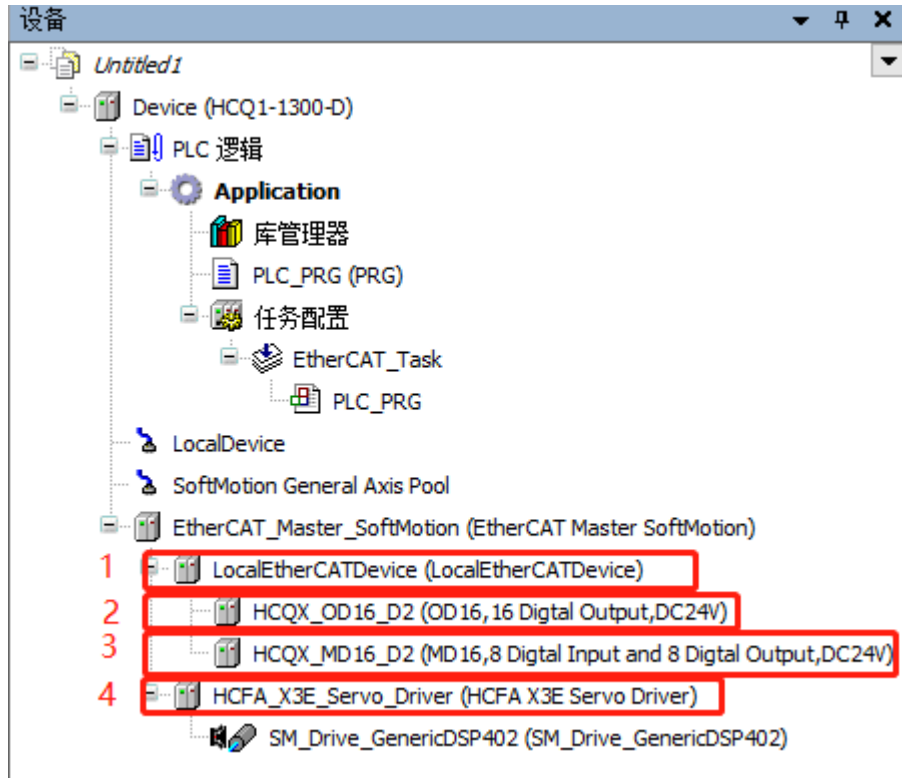 设备
Untitled1
Device (HCQ1-1300-D)
PLC 逻辑
Application
库管理器
PLC_PRG (PRG)
任务配置
EtherCAT_Task
PLC_PRG
LocalDevice
SoftMotion General Axis Pool
EtherCAT_Master_SoftMotion (EtherCAT Master SoftMotion)
1 LocalEtherCATDevice (LocalEtherCATDevice)
2 HCQX_OD16_D2 (OD16,16 Digtal Output,DC24V)
3 HCQX_MD16_D2 (MD16,8 Digtal Input and 8 Digtal Output,DC24V)
4 HCFA_X3E_Servo_Driver (HCFA X3E Servo Driver)
SM_Drive_GenericDSP402 (SM_Drive_GenericDSP402)